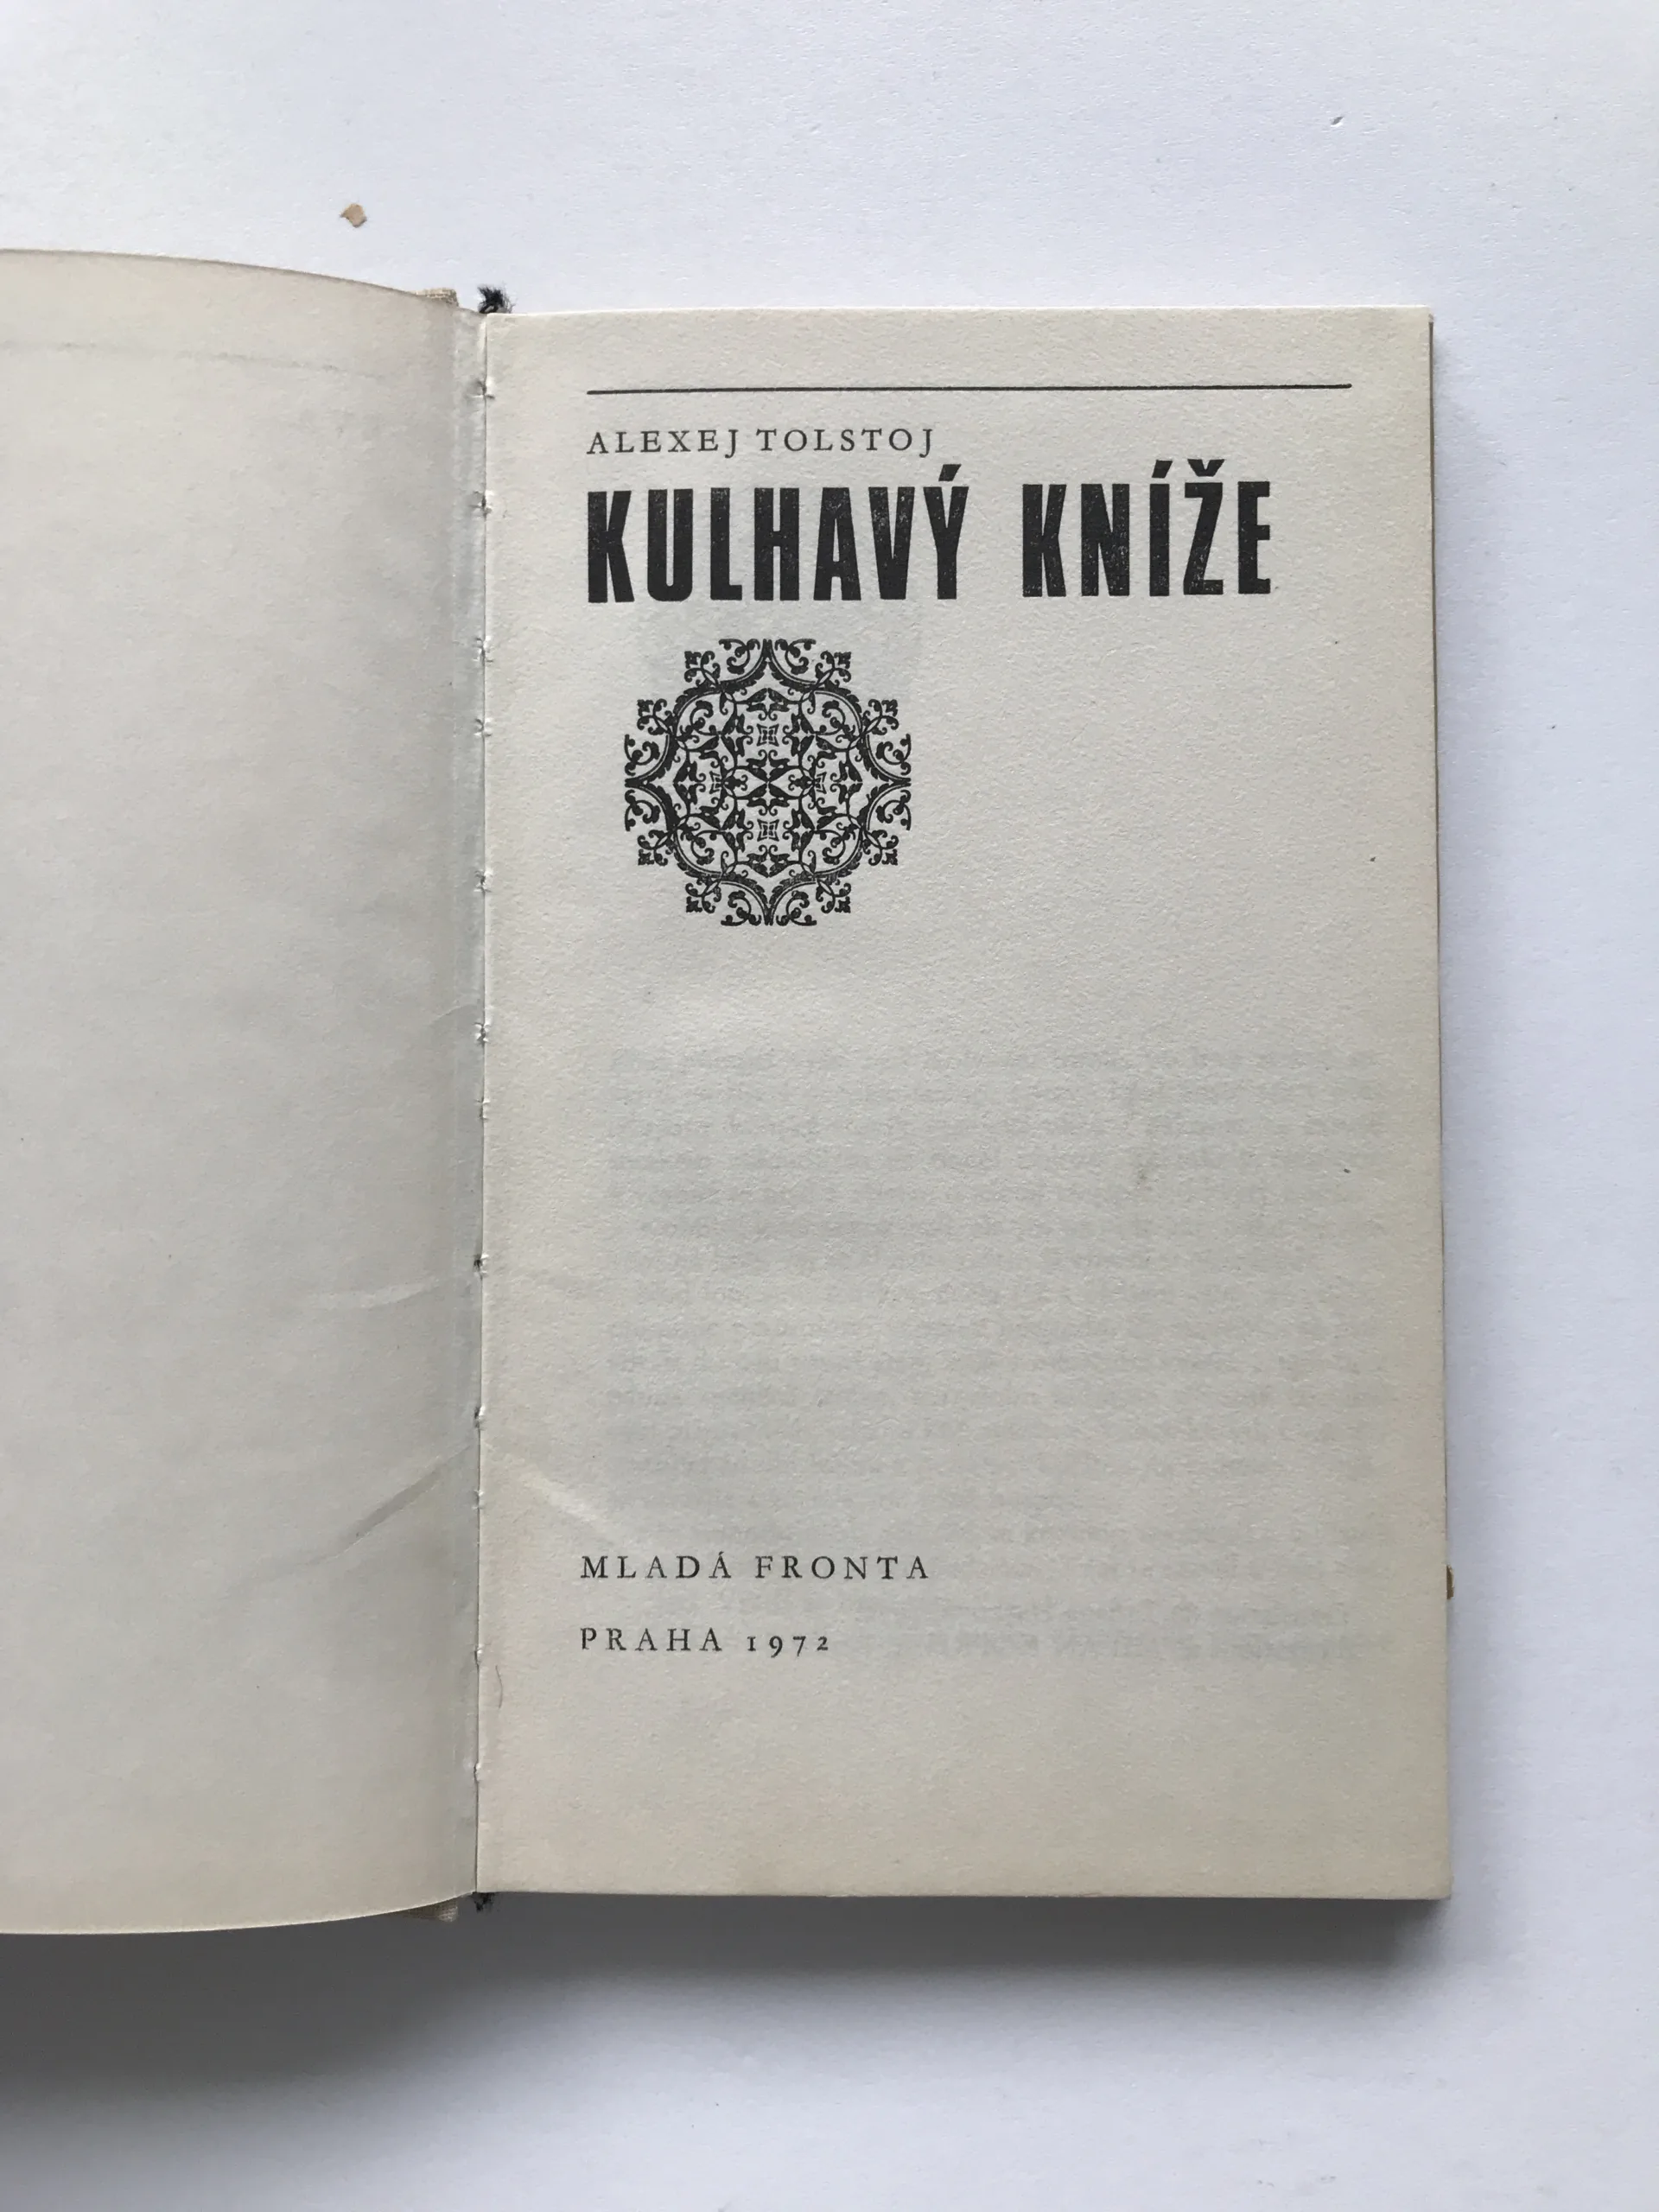 ALEXEJ TOLSTOJ
KULHAVÝ KNÍŽE
MLADÁ FRONTA
PRAHA 1972